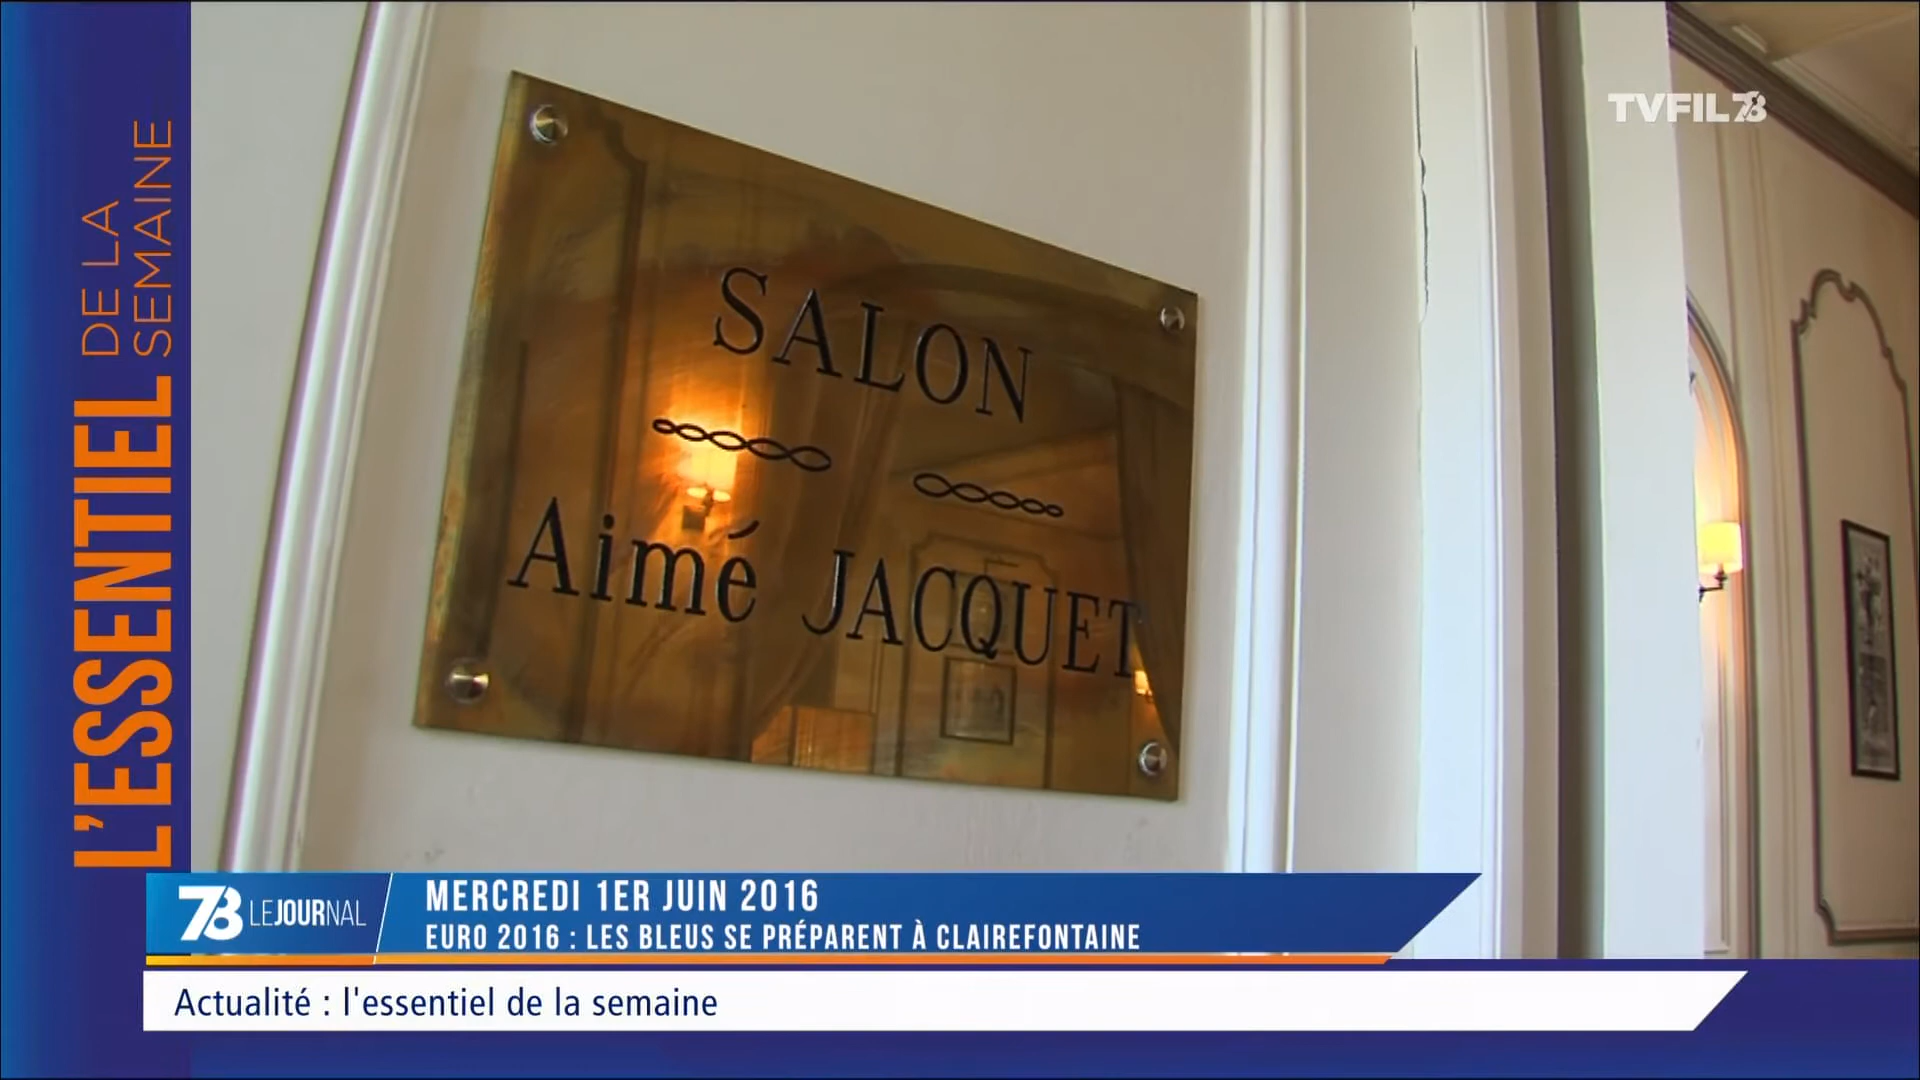 TVFIL78
L'ESSENTIEL
DE LA
SEMAINE
SALON
Aimé JACQUET
78 LEJOURNAL
MERCREDI 1ER JUIN 2016
EURO 2016 : LES BLEUS SE PRÉPARENT À CLAIREFONTAINE
Actualité : l'essentiel de la semaine